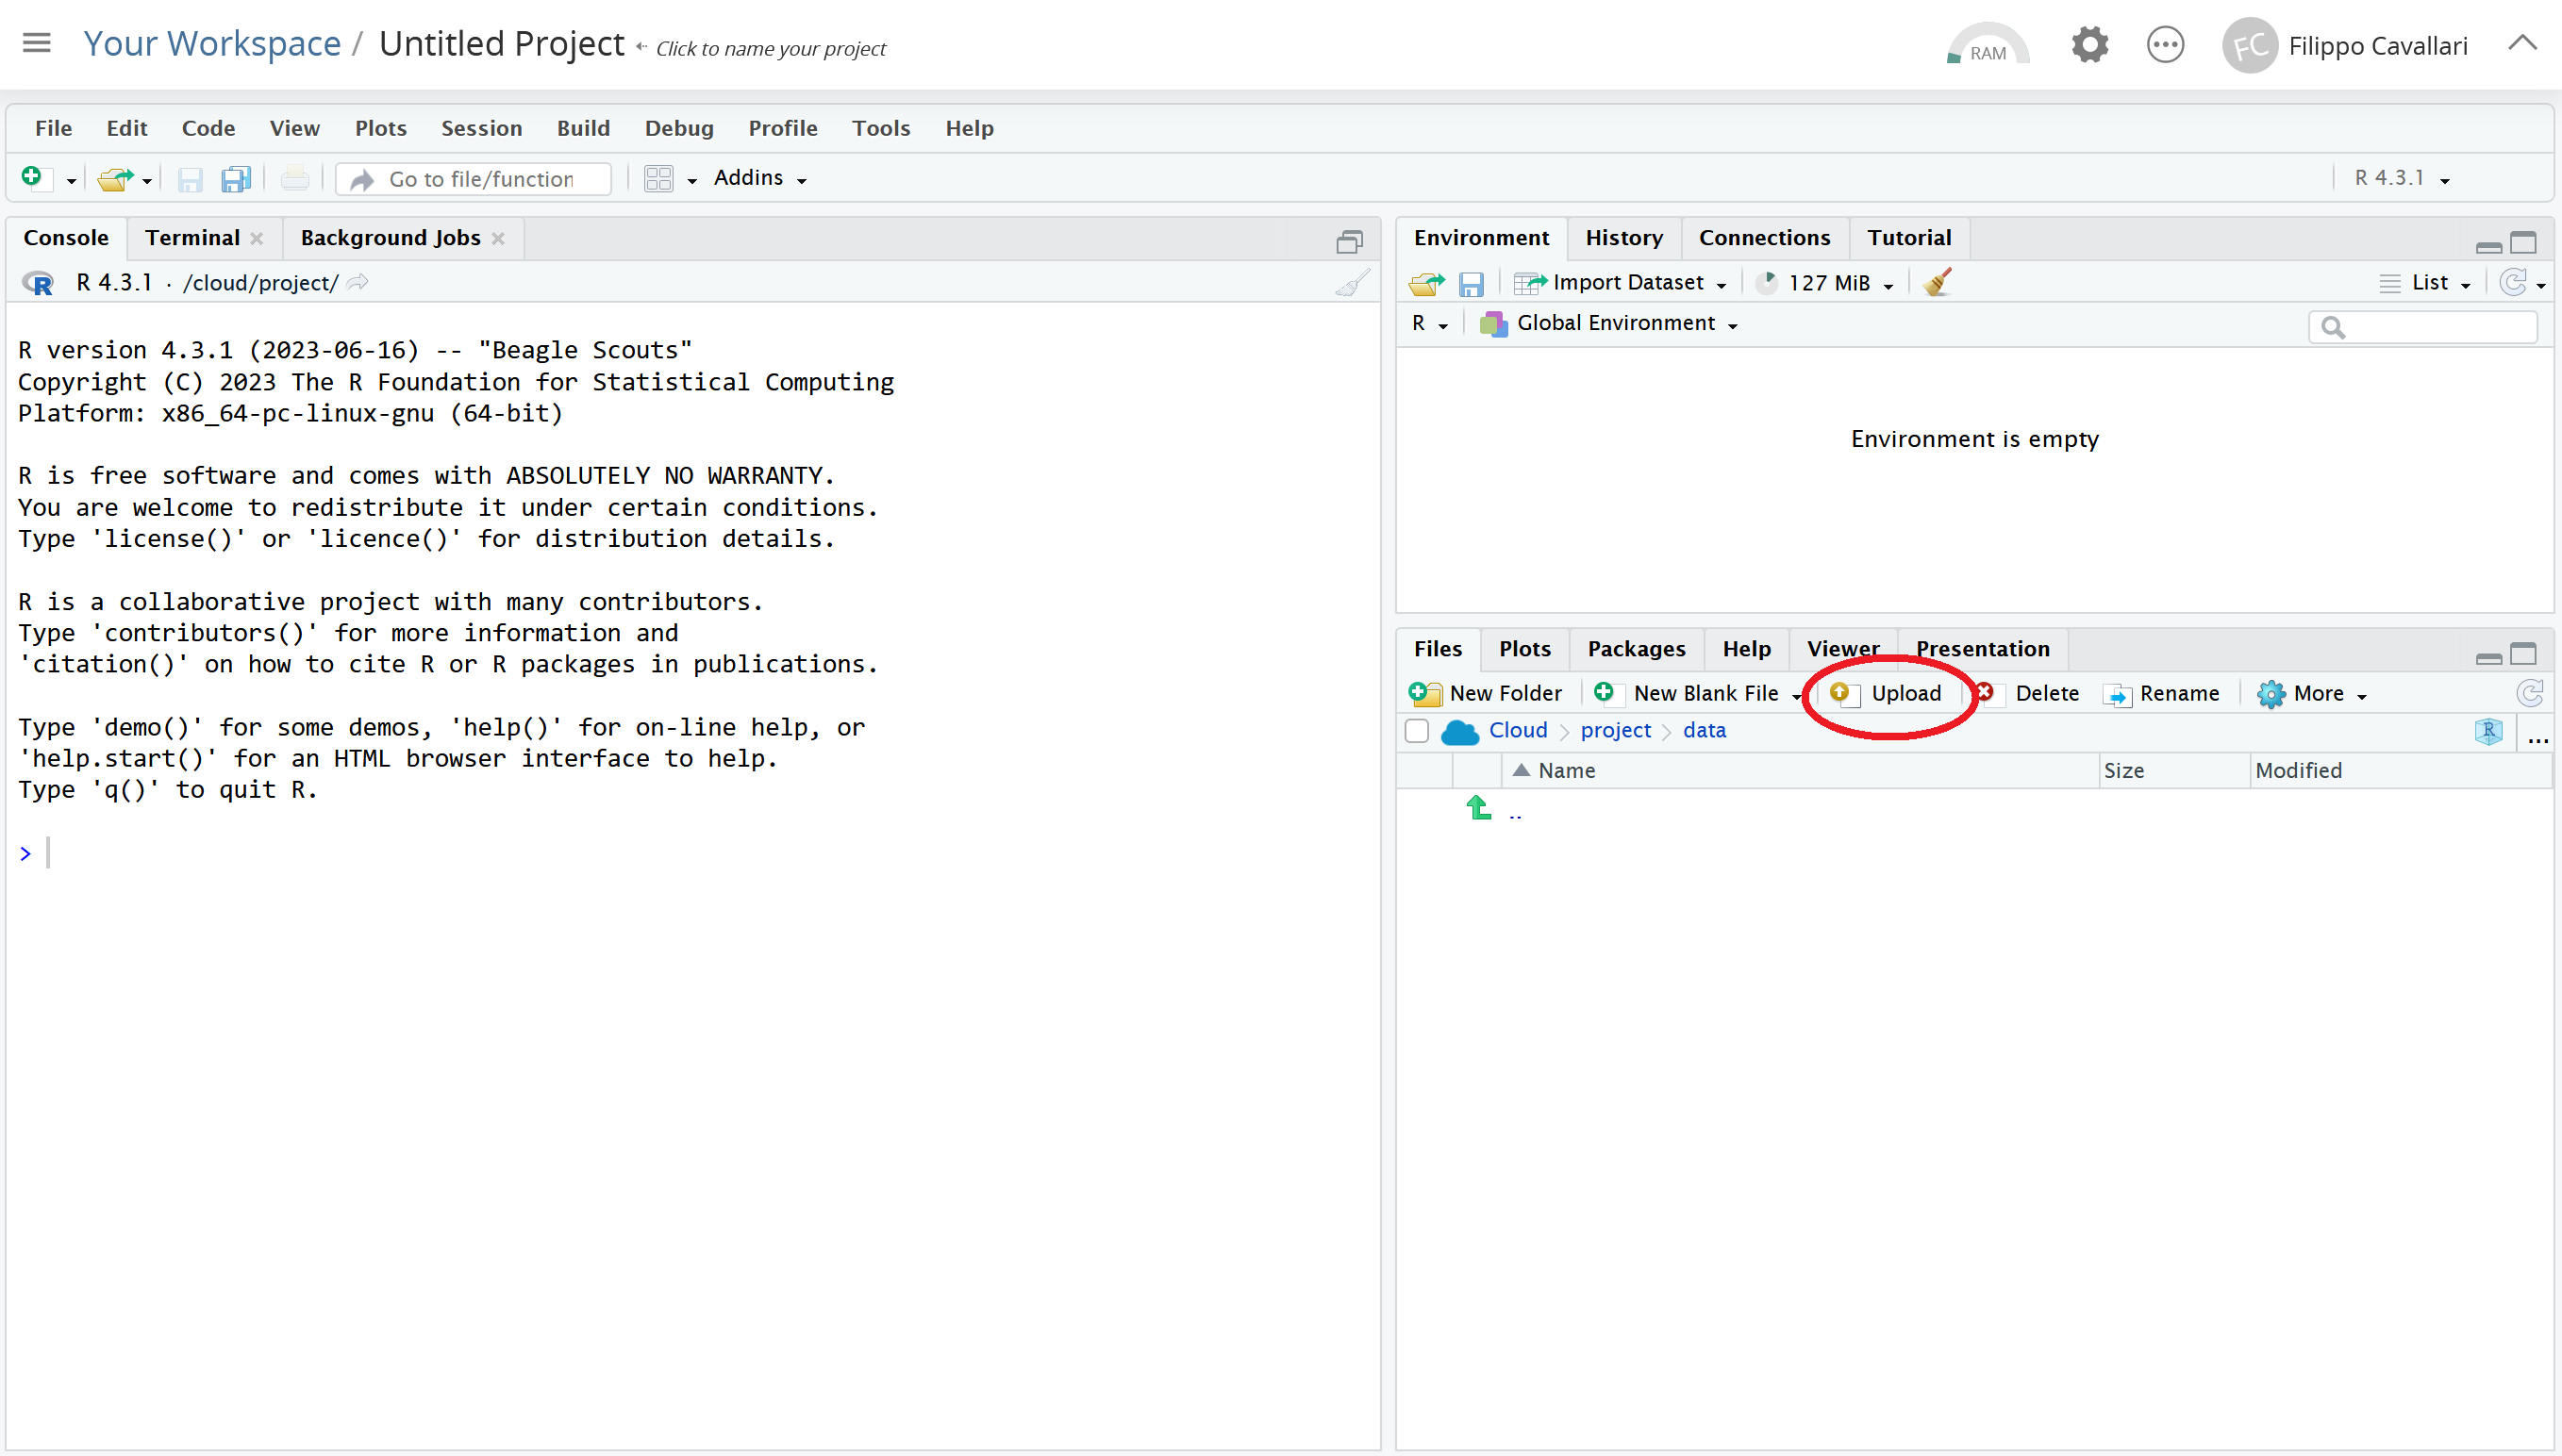 Your Workspace / Untitled Project Click to name your project
RAM FC Filippo Cavallari
File Edit Code View Plots Session Build Debug Profile Tools Help
Go to file/function Addins R 4.3.1
Console Terminal Background Jobs
R 4.3.1 · /cloud/project/
R version 4.3.1 (2023-06-16) -- "Beagle Scouts"
Copyright (C) 2023 The R Foundation for Statistical Computing
Platform: x86_64-pc-linux-gnu (64-bit)
R is free software and comes with ABSOLUTELY NO WARRANTY.
You are welcome to redistribute it under certain conditions.
Type 'license()' or 'licence()' for distribution details.
R is a collaborative project with many contributors.
Type 'contributors()' for more information and
'citation()' on how to cite R or R packages in publications.
Type 'demo()' for some demos, 'help()' for on-line help, or
'help.start()' for an HTML browser interface to help.
Type 'q()' to quit R.
>
Environment History Connections Tutorial
Import Dataset 127 MiB List
R Global Environment
Environment is empty
Files Plots Packages Help Viewer Presentation
New Folder New Blank File Upload Delete Rename More
Cloud project data R ...
Name Size Modified
..